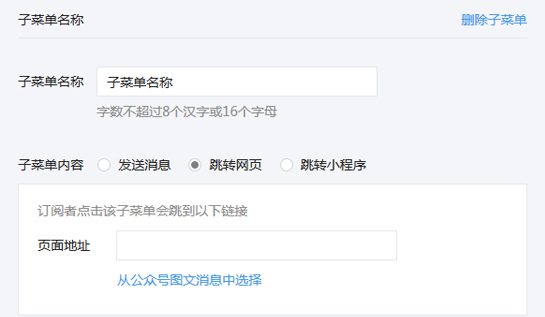 子菜单名称 删除子菜单
子菜单名称 子菜单名称
字数不超过8个汉字或16个字母
子菜单内容 发送消息 跳转网页 跳转小程序
订阅者点击该子菜单会跳到以下链接
页面地址
从公众号图文消息中选择